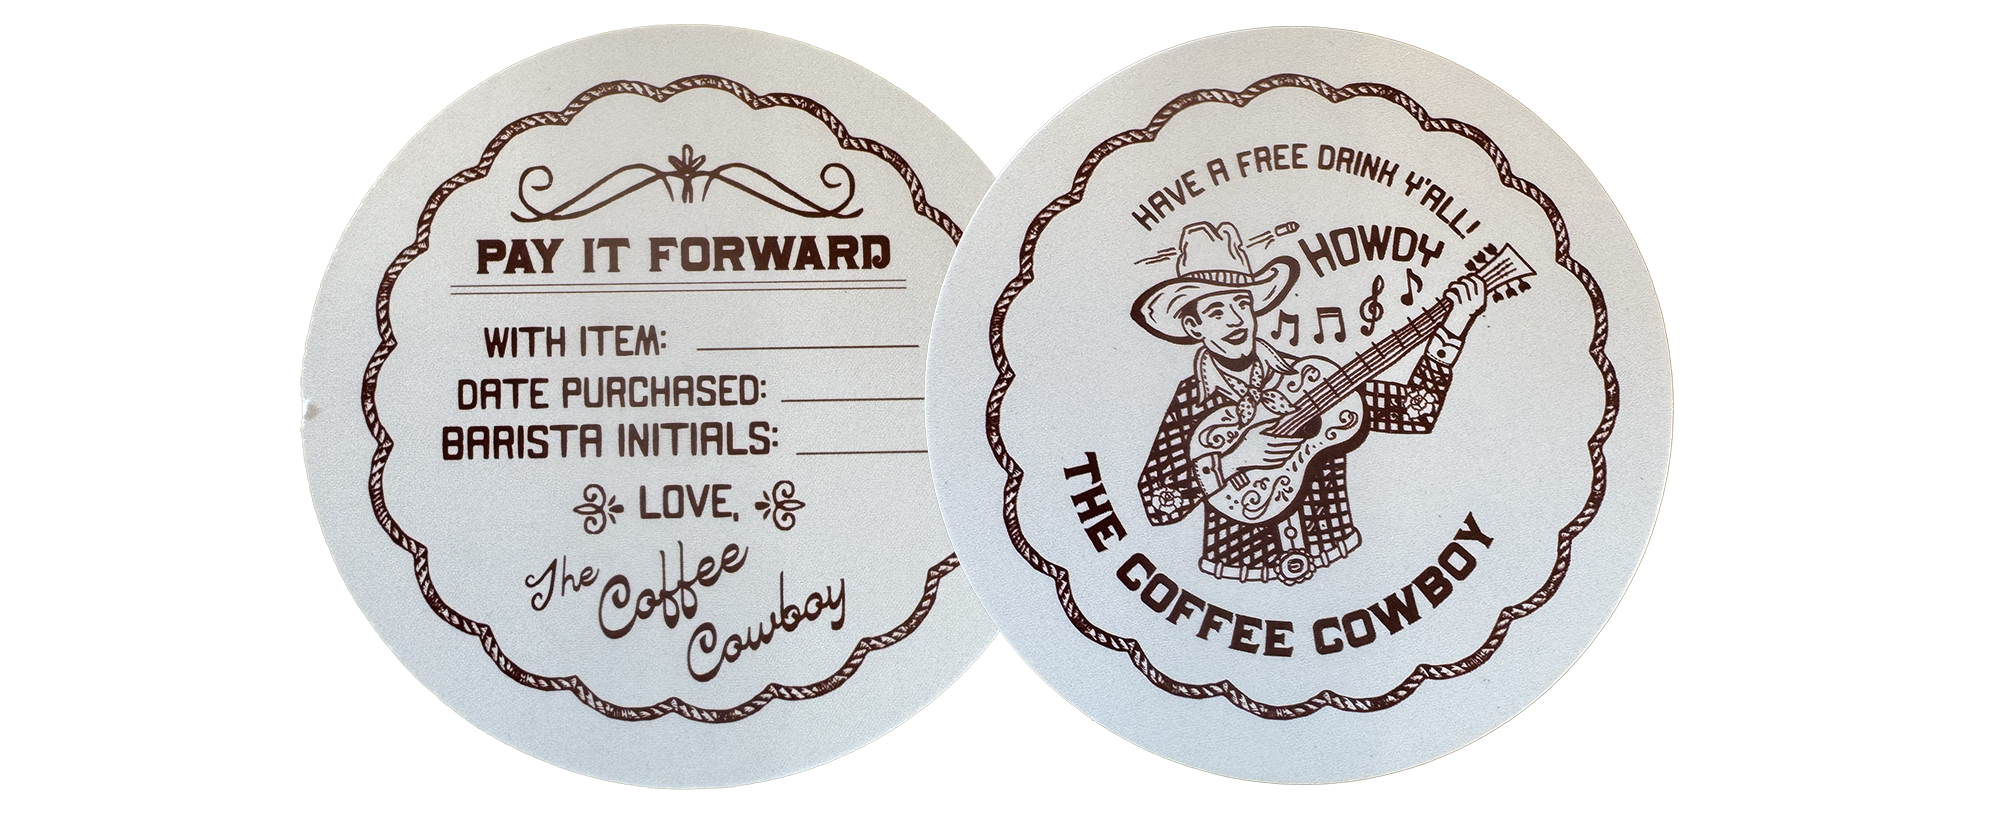 PAY IT FORWARD
WITH ITEM:
DATE PURCHASED:
BARISTA INITIALS:
LOVE,
The Coffee
Cowboy
HAVE A FREE DRINK Y'ALL!
HOWDY
THE COFFEE COWBOY